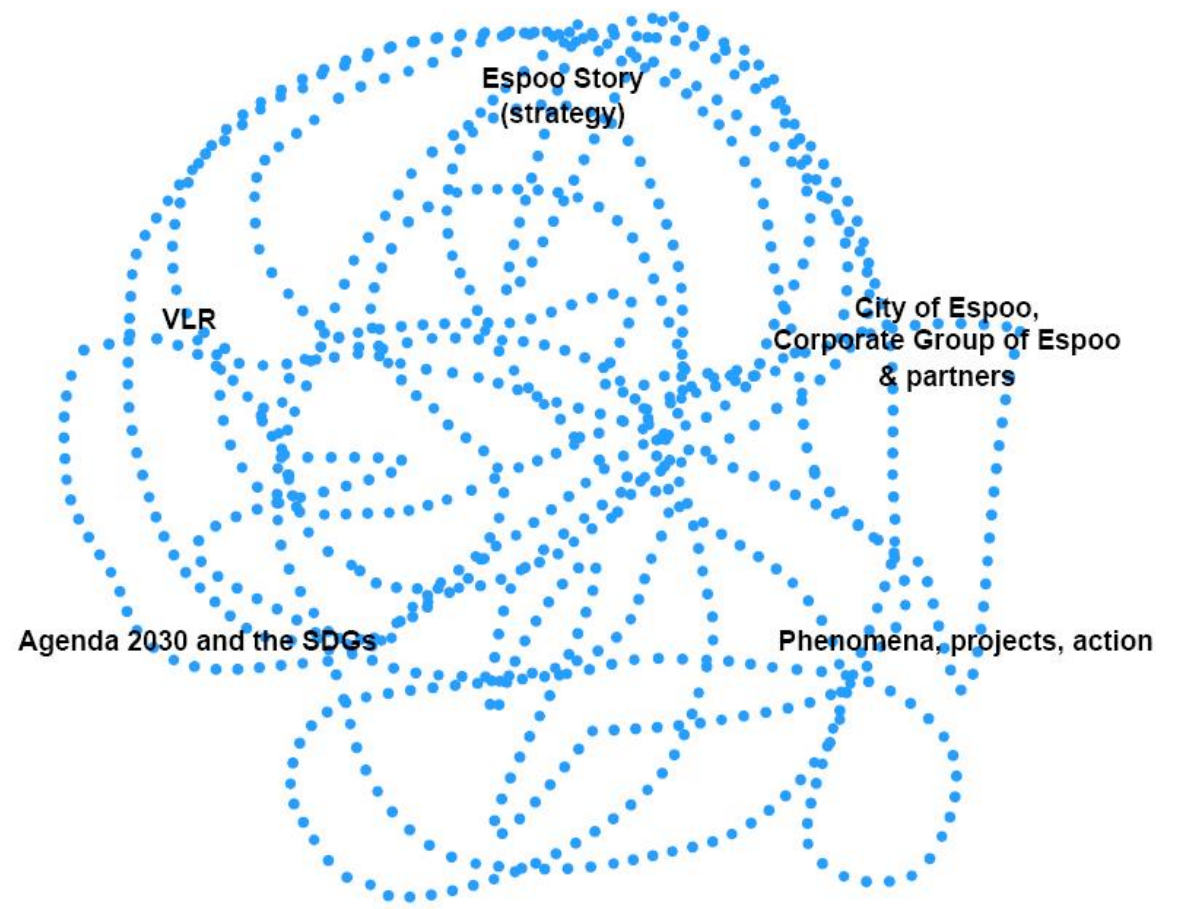 Espoo Story
(strategy)
VLR
City of Espoo,
Corporate Group of Espoo
& partners
Agenda 2030 and the SDGs
Phenomena, projects, action